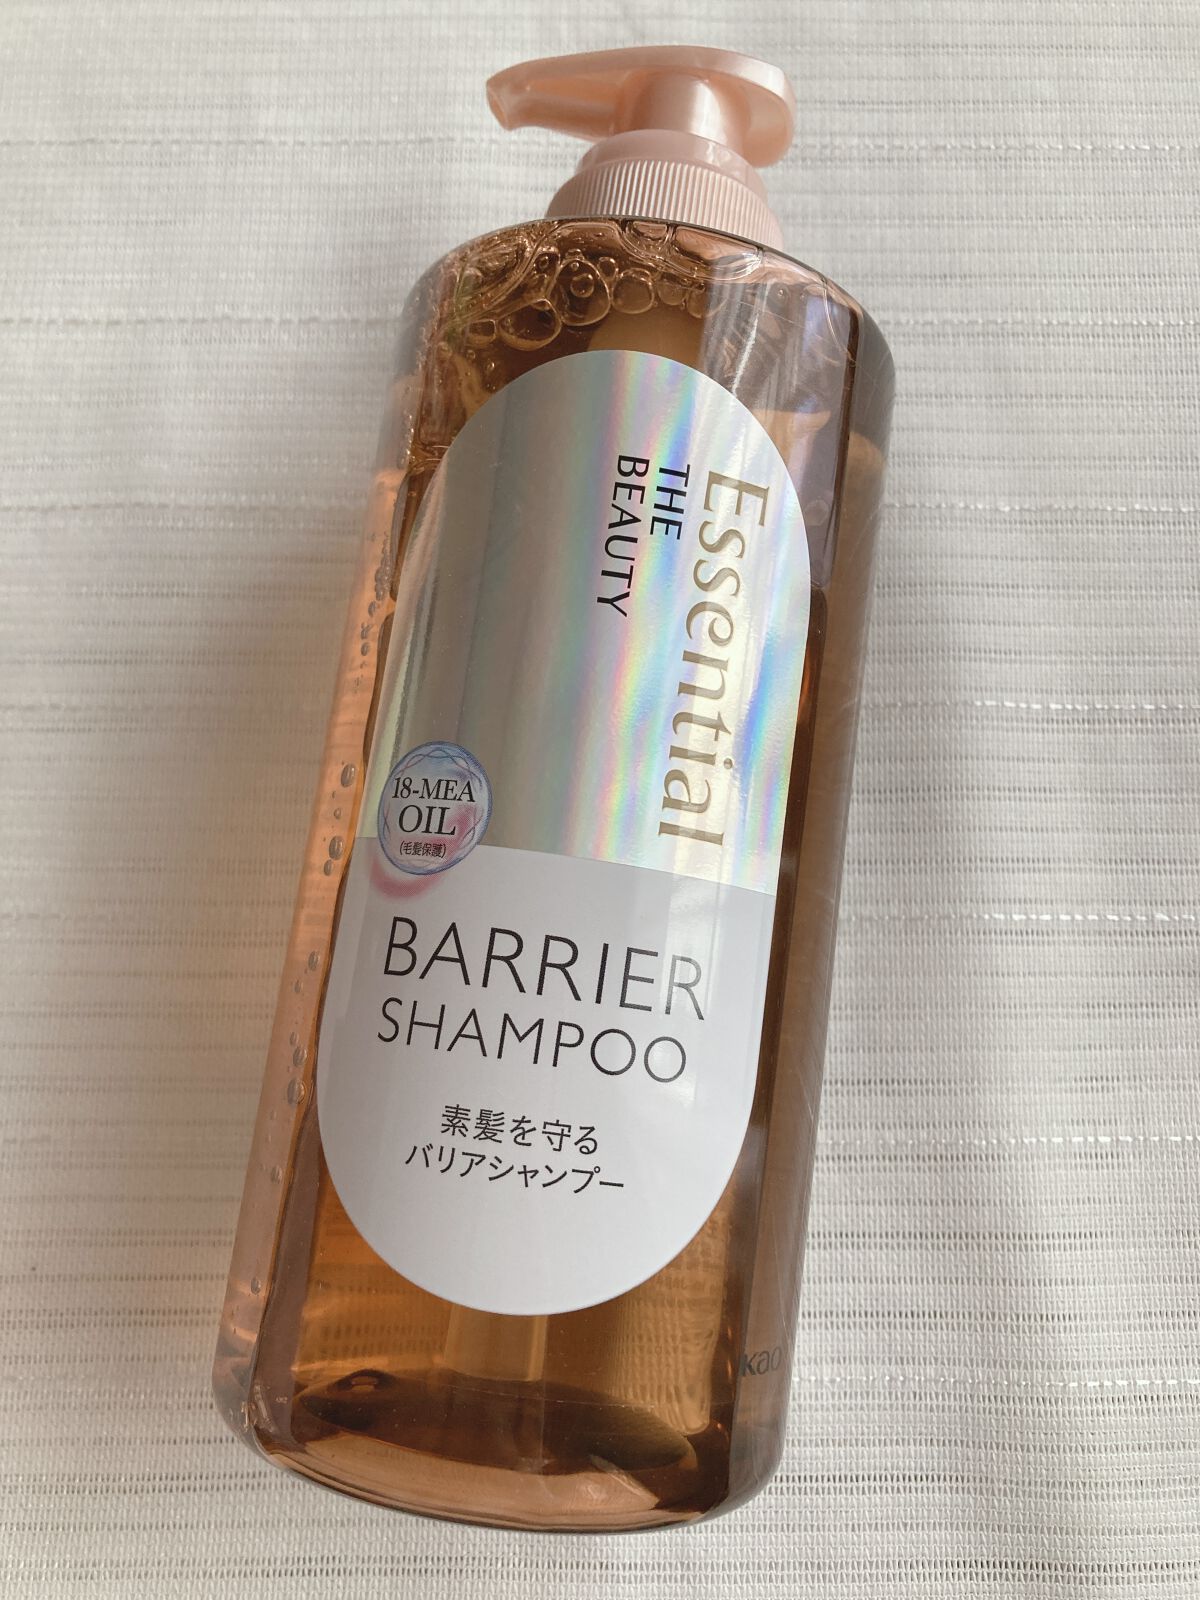 Essential
THE
BEAUTY
18-MEA
OIL
(毛髪保護)
BARRIER
SHAMPOO
素髪を守る
バリアシャンプー
kao